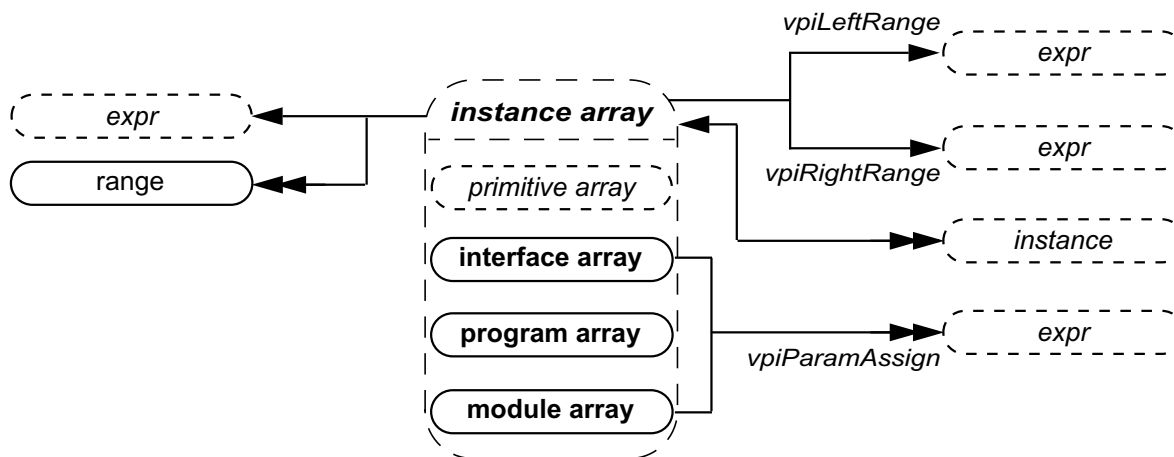 vpiLeftRange
expr
expr
instance array
range
primitive array
vpiRightRange
expr
interface array
instance
program array
vpiParamAssign
expr
module array